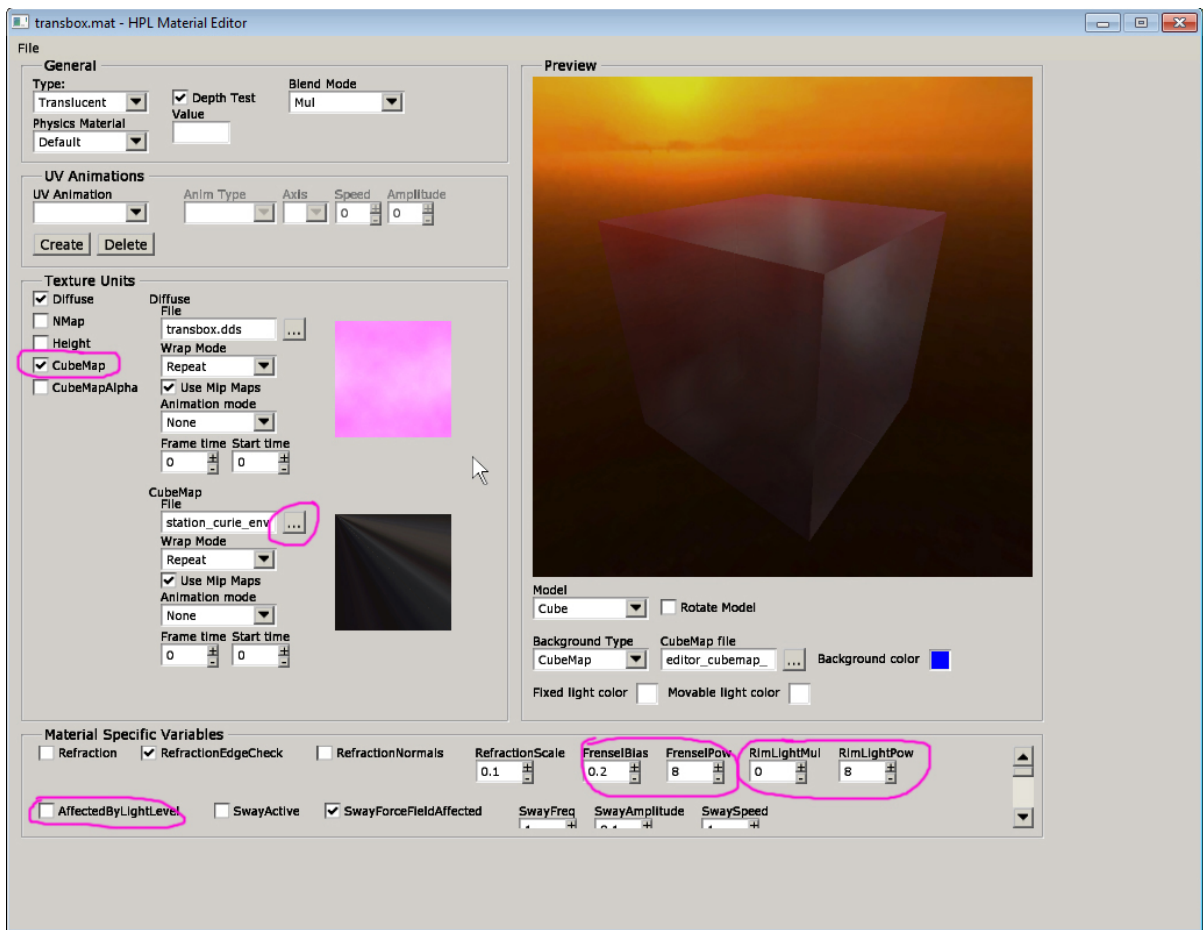 transbox.mat - HPL Material Editor
File
General
Type:
Translucent
Depth Test
Blend Mode
Mul
Physics Material
Default
Value
UV Animations
UV Animation
Anim Type
Axis
Speed
0
Amplitude
0
Create
Delete
Texture Units
Diffuse
NMap
Height
CubeMap
CubeMapAlpha
Diffuse
File
transbox.dds
...
Wrap Mode
Repeat
Use Mip Maps
Animation mode
None
Frame time Start time
0 0
CubeMap
File
station_curie_env
...
Wrap Mode
Repeat
Use Mip Maps
Animation mode
None
Frame time Start time
0 0
Preview
Model
Cube
Rotate Model
Background Type
CubeMap
CubeMap file
editor_cubemap_
...
Background color
Fixed light color
Movable light color
Material Specific Variables
Refraction
RefractionEdgeCheck
RefractionNormals
RefractionScale
0.1
FrenselBias
0.2
FrenselPow
8
RimLightMul
0
RimLightPow
8
AffectedByLightLevel
SwayActive
SwayForceFieldAffected
SwayFreq
SwayAmplitude
SwaySpeed